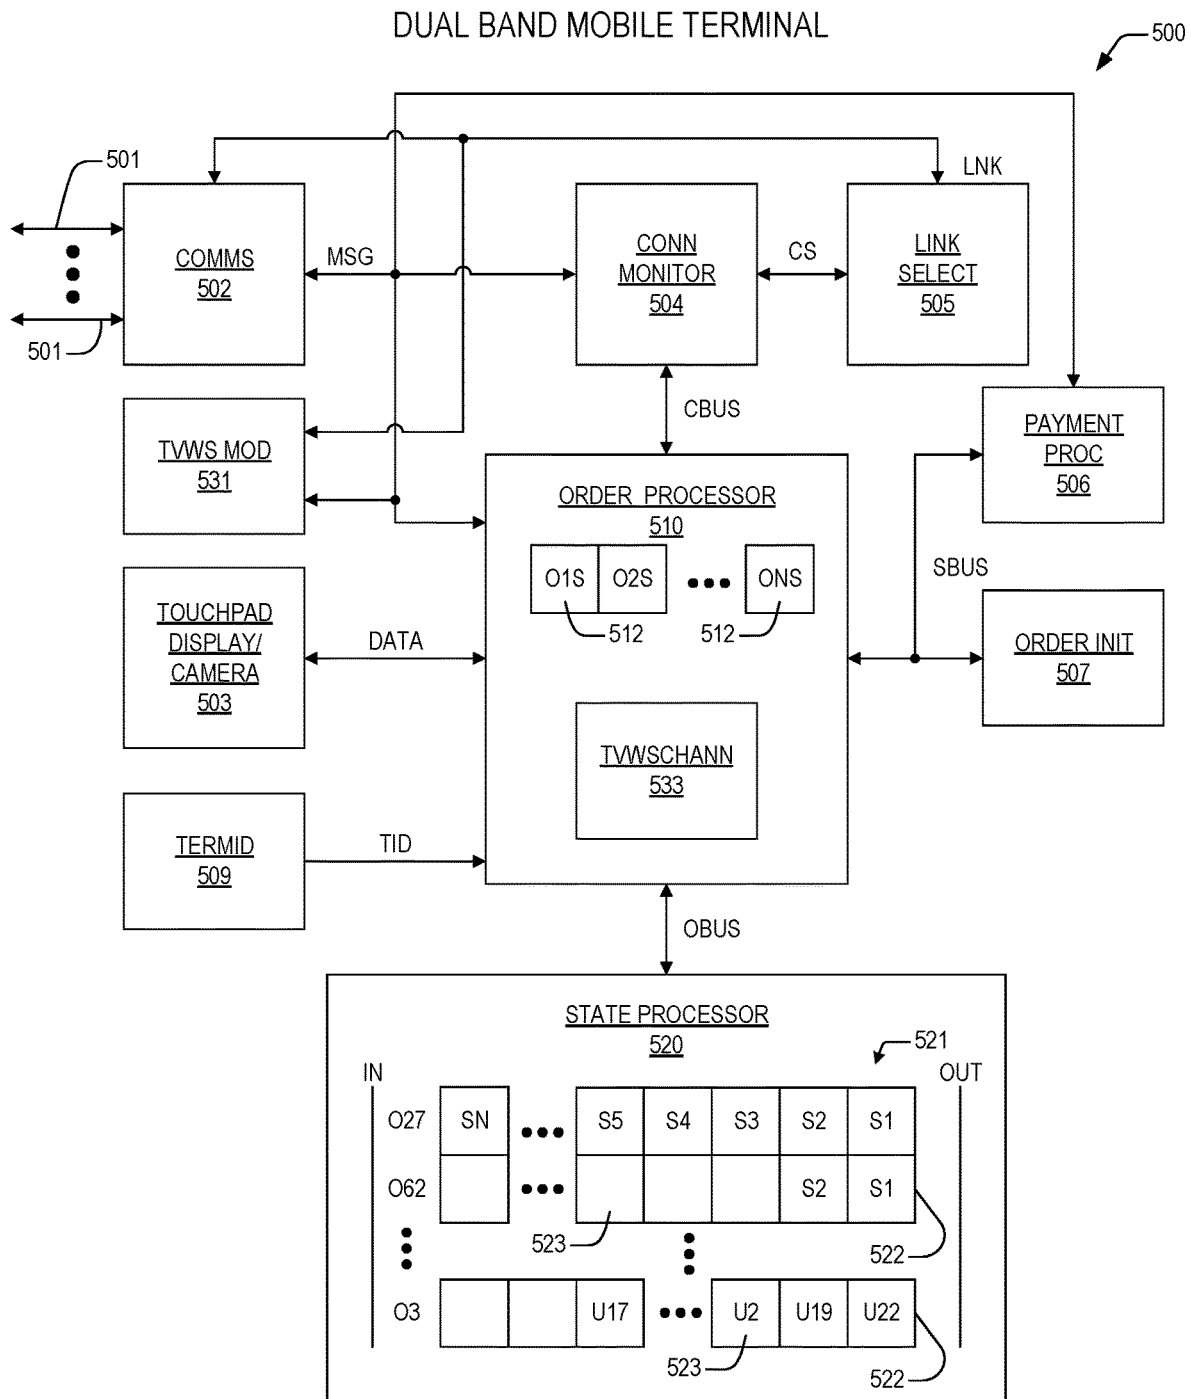 DUAL BAND MOBILE TERMINAL
500
501
LNK
COMMS
502
MSG
CONN
MONITOR
504
CS
LINK
SELECT
505
501
CBUS
TVWS MOD
531
PAYMENT
PROC
506
ORDER PROCESSOR
510
O1S O2S ONS
512 512
SBUS
TOUCHPAD
DISPLAY/
CAMERA
503
DATA
ORDER INIT
507
TVWSCHANN
533
TERMID
509
TID
OBUS
STATE PROCESSOR
520
521
IN OUT
O27 SN S5 S4 S3 S2 S1
O62 S2 S1
523 522
O3 U17 U2 U19 U22
523 522